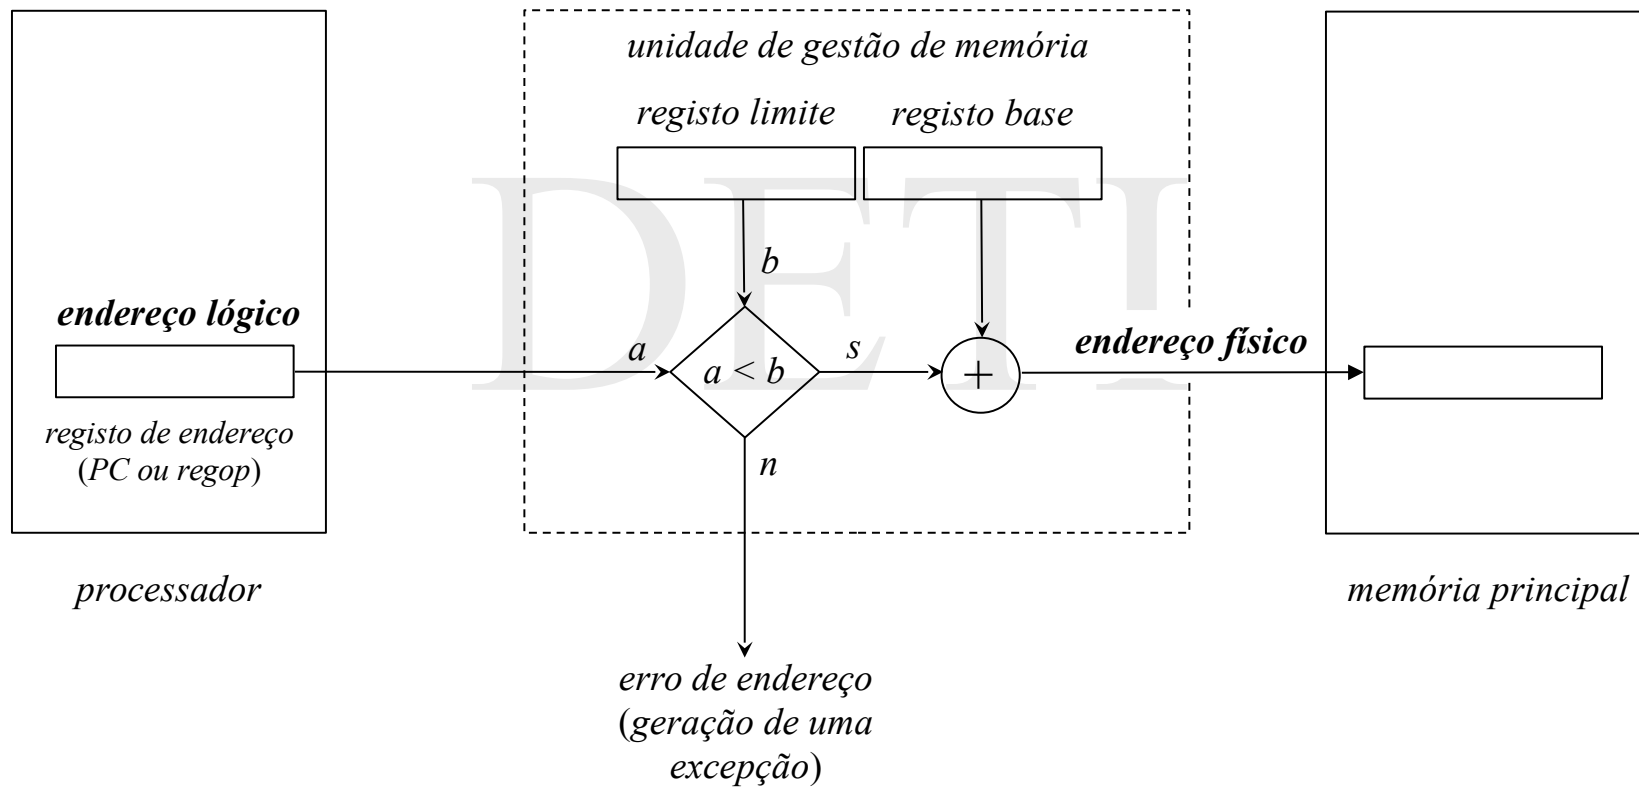 unidade de gestão de memória
registo limite
registo base
b
endereço lógico
a
a < b
s
+
endereço físico
registo de endereço
(PC ou regop)
n
processador
memória principal
erro de endereço
(geração de uma
excepção)
DETI